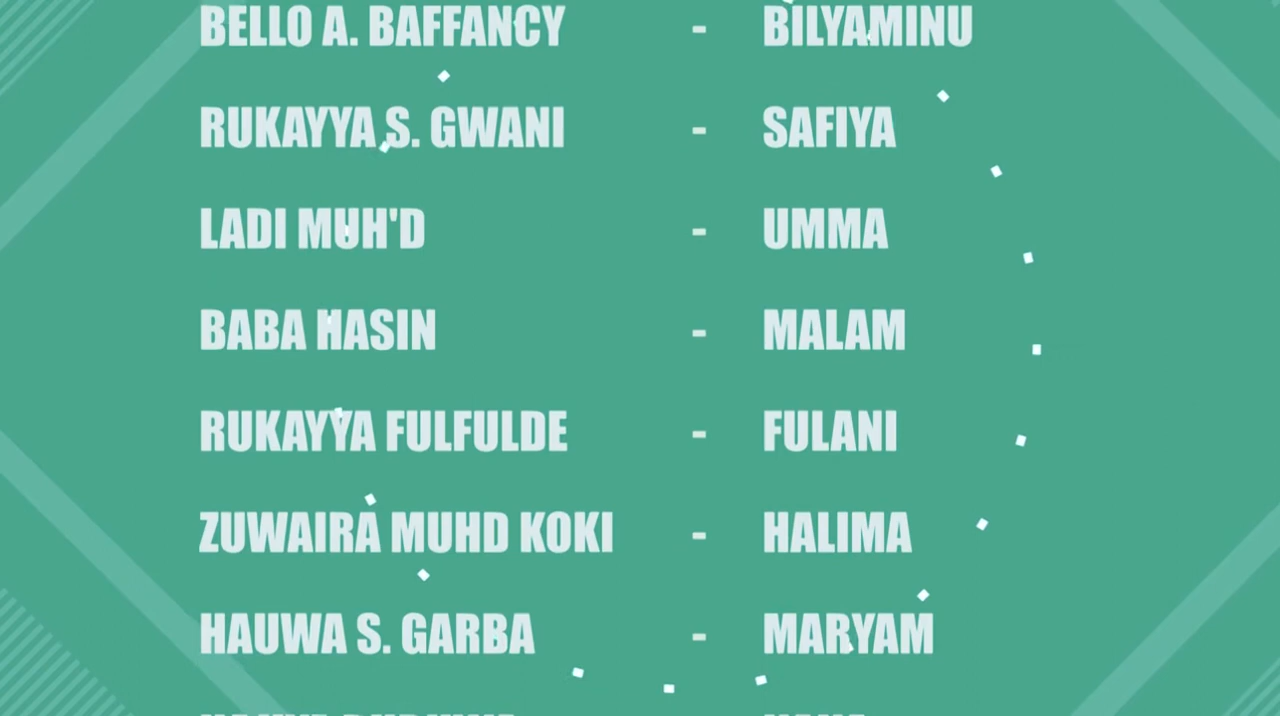 BELLO A. BAFFANCY - BILYAMINU
RUKAYYA S. GWANI - SAFIYA
LADI MUH'D - UMMA
BABA HASIN - MALAM
RUKAYYA FULFULDE - FULANI
ZUWAIRA MUHD KOKI - HALIMA
HAUWA S. GARBA - MARYAM